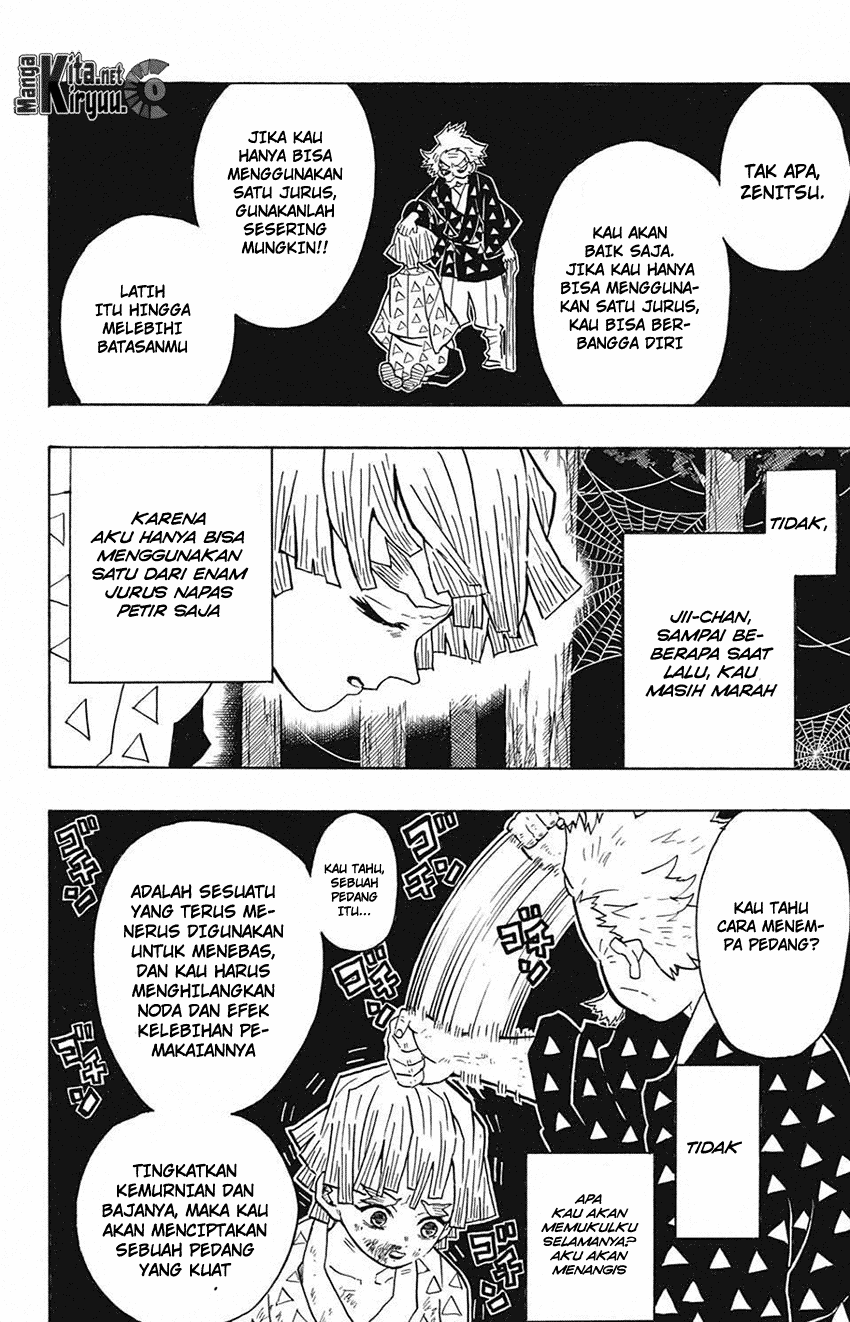 Manga
Kita.net
Kiryuu.co
TAK APA,
ZENITSU.
KAU AKAN
BAIK SAJA.
JIKA KAU HANYA
BISA MENGGUNA-
KAN SATU JURUS,
KAU BISA BER-
BANGGA DIRI
JIKA KAU
HANYA BISA
MENGGUNAKAN
SATU JURUS,
GUNAKANLAH
SESERING
MUNGKIN!!
LATIH
ITU HINGGA
MELEBIHI
BATASANMU
TIDAK,
JII-CHAN,
SAMPAI BE-
BERAPA SAAT
LALU, KAU
MASIH MARAH
KARENA
AKU HANYA BISA
MENGGUNAKAN
SATU DARI ENAM
JURUS NAPAS
PETIR SAJA
KAU TAHU
CARA MENEM-
PA PEDANG?
KAU TAHU,
SEBUAH
PEDANG
ITU...
ADALAH SESUATU
YANG TERUS ME-
NERUS DIGUNAKAN
UNTUK MENEBAS,
DAN KAU HARUS
MENGHILANGKAN
NODA DAN EFEK
KELEBIHAN PE-
MAKAIANNYA
TIDAK
APA
KAU AKAN
MEMUKULKU
SELAMANYA?
AKU AKAN
MENANGIS
TINGKATKAN
KEMURNIAN DAN
BAJANYA, MAKA KAU
AKAN MENCIPTAKAN
SEBUAH PEDANG
YANG KUAT